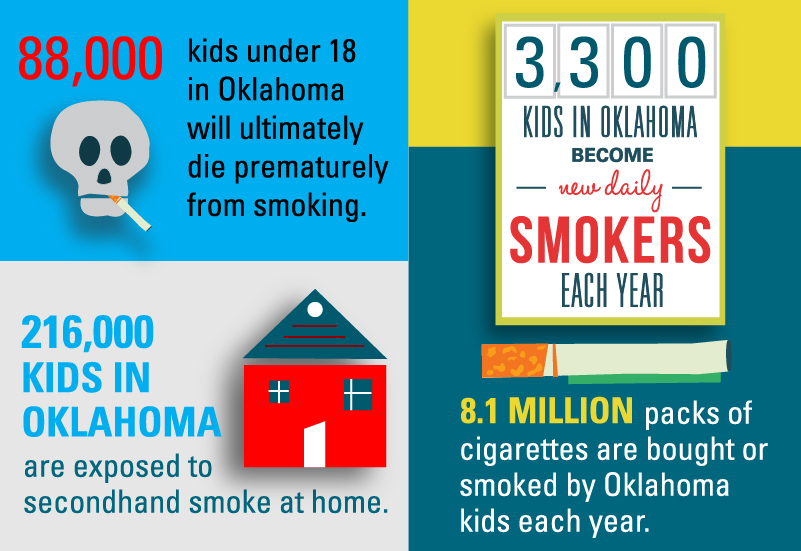 88,000
kids under 18
in Oklahoma
will ultimately
die prematurely
from smoking.
216,000
KIDS IN
OKLAHOMA
are exposed to
secondhand smoke at home.
3,300
KIDS IN OKLAHOMA
BECOME
new daily
SMOKERS
EACH YEAR
8.1 MILLION packs of
cigarettes are bought or
smoked by Oklahoma
kids each year.